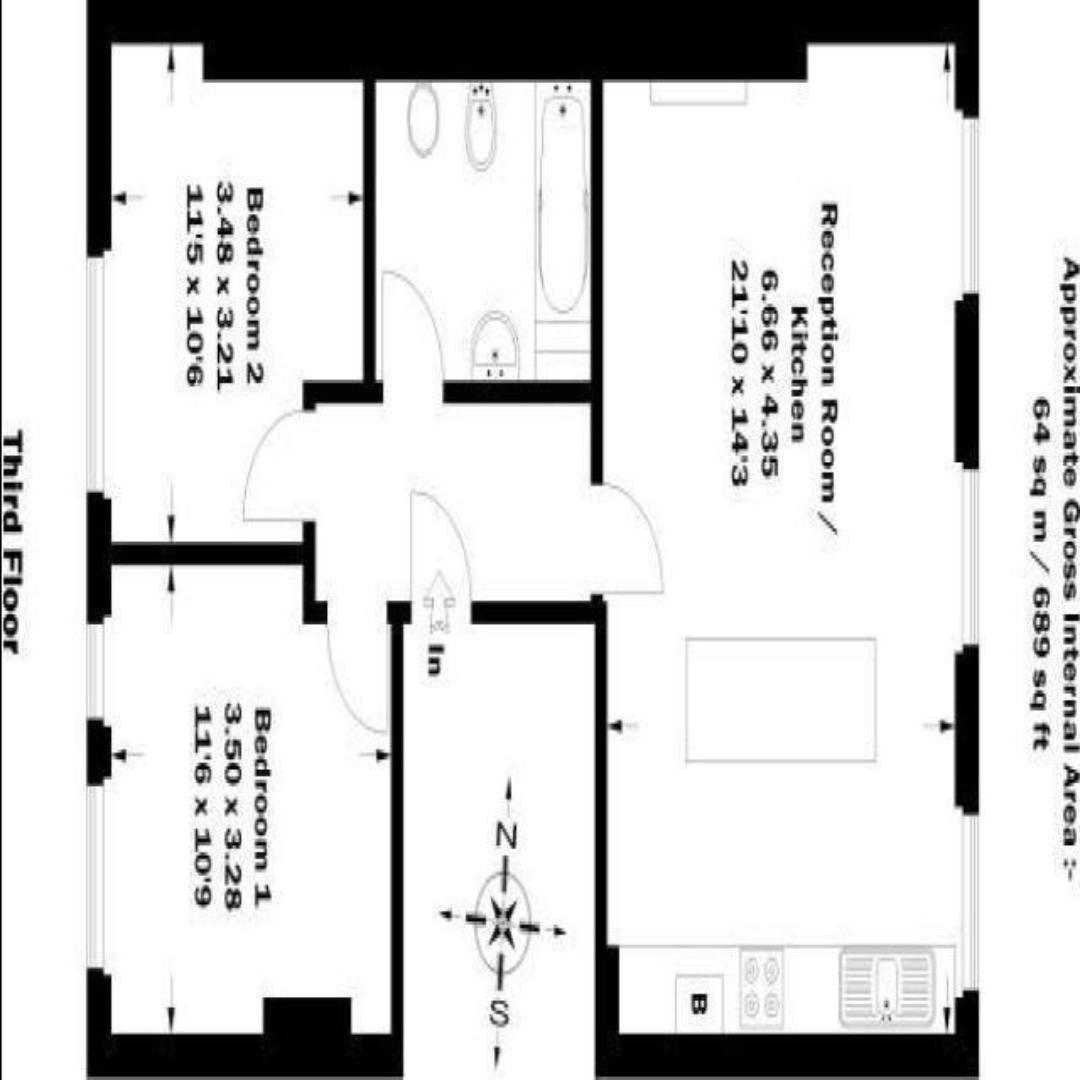 Approximate Gross Internal Area :-
64 sq m / 689 sq ft
Reception Room /
Kitchen
6.66 x 4.35
21'10 x 14'3
Bedroom 2
3.48 x 3.21
11'5 x 10'6
In
Bedroom 1
3.50 x 3.28
11'6 x 10'9
N
S
B
Third Floor